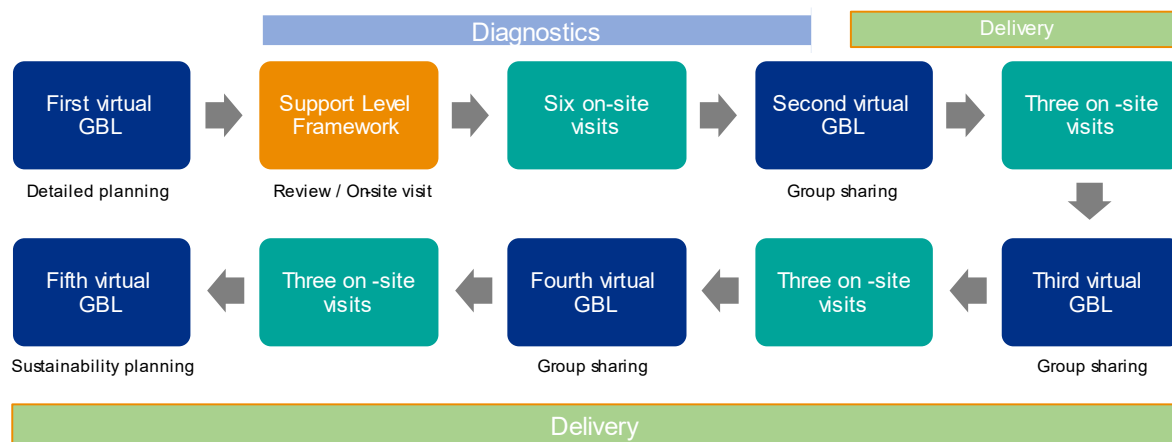 Diagnostics
Delivery
First virtual
GBL
Support Level
Framework
Six on-site
visits
Second virtual
GBL
Three on -site
visits
Detailed planning
Review / On-site visit
Group sharing
Fifth virtual
GBL
Three on -site
visits
Fourth virtual
GBL
Three on -site
visits
Third virtual
GBL
Sustainability planning
Group sharing
Group sharing
Delivery